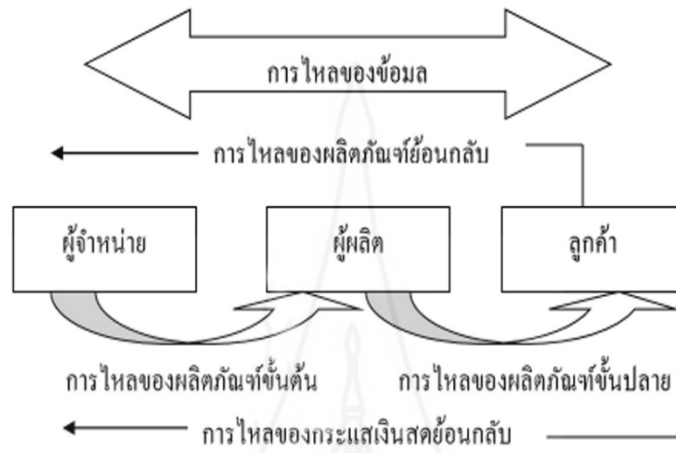 การไหลของข้อมล
การไหลของผลิตภัณฑ์ย้อนกลับ
ผู้จำหน่าย
ผู้ผลิต
ลูกค้า
การไหลของผลิตภัณฑ์ขั้นต้น
การไหลของผลิตภัณฑ์ขั้นปลาย
การไหลของกระแสเงินสดย้อนกลับ